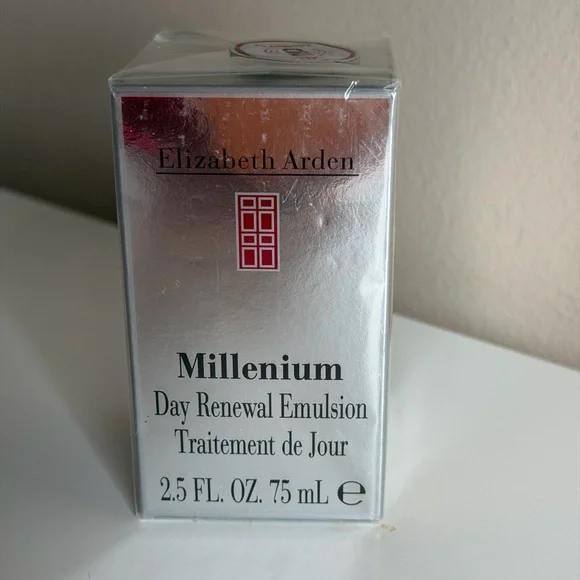 Elizabeth Arden
Millenium
Day Renewal Emulsion
Traitement de Jour
2.5 FL. OZ. 75 mL ℮